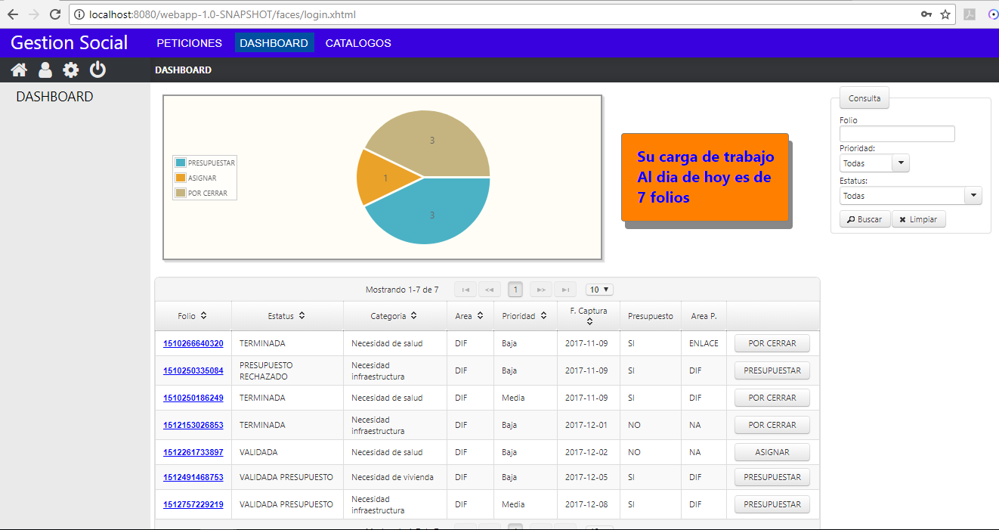 localhost:8080/webapp-1.0-SNAPSHOT/faces/login.xhtml
Gestion Social PETICIONES DASHBOARD CATALOGOS
DASHBOARD
DASHBOARD
PRESUPUESTAR
ASIGNAR
POR CERRAR
3
1
3
Su carga de trabajo
Al dia de hoy es de
7 folios
Consulta
Folio
Prioridad:
Todas
Estatus:
Todas
Buscar Limpiar
Mostrando 1-7 de 7 1 10
Folio Estatus Categoria Area Prioridad F. Captura Presupuesto Area P.
1510266640320 TERMINADA Necesidad de salud DIF Baja 2017-11-09 SI ENLACE POR CERRAR
1510250335084 PRESUPUESTO RECHAZADO Necesidad infraestructura DIF Baja 2017-11-09 SI DIF PRESUPUESTAR
1510250186249 TERMINADA Necesidad de salud DIF Media 2017-11-09 SI DIF POR CERRAR
1512153026853 TERMINADA Necesidad infraestructura DIF Baja 2017-12-01 NO NA POR CERRAR
1512261733897 VALIDADA Necesidad de salud DIF Baja 2017-12-02 NO NA ASIGNAR
1512491468753 VALIDADA PRESUPUESTO Necesidad de vivienda DIF Baja 2017-12-05 SI DIF PRESUPUESTAR
1512757229219 VALIDADA PRESUPUESTO Necesidad infraestructura DIF Media 2017-12-08 SI DIF PRESUPUESTAR